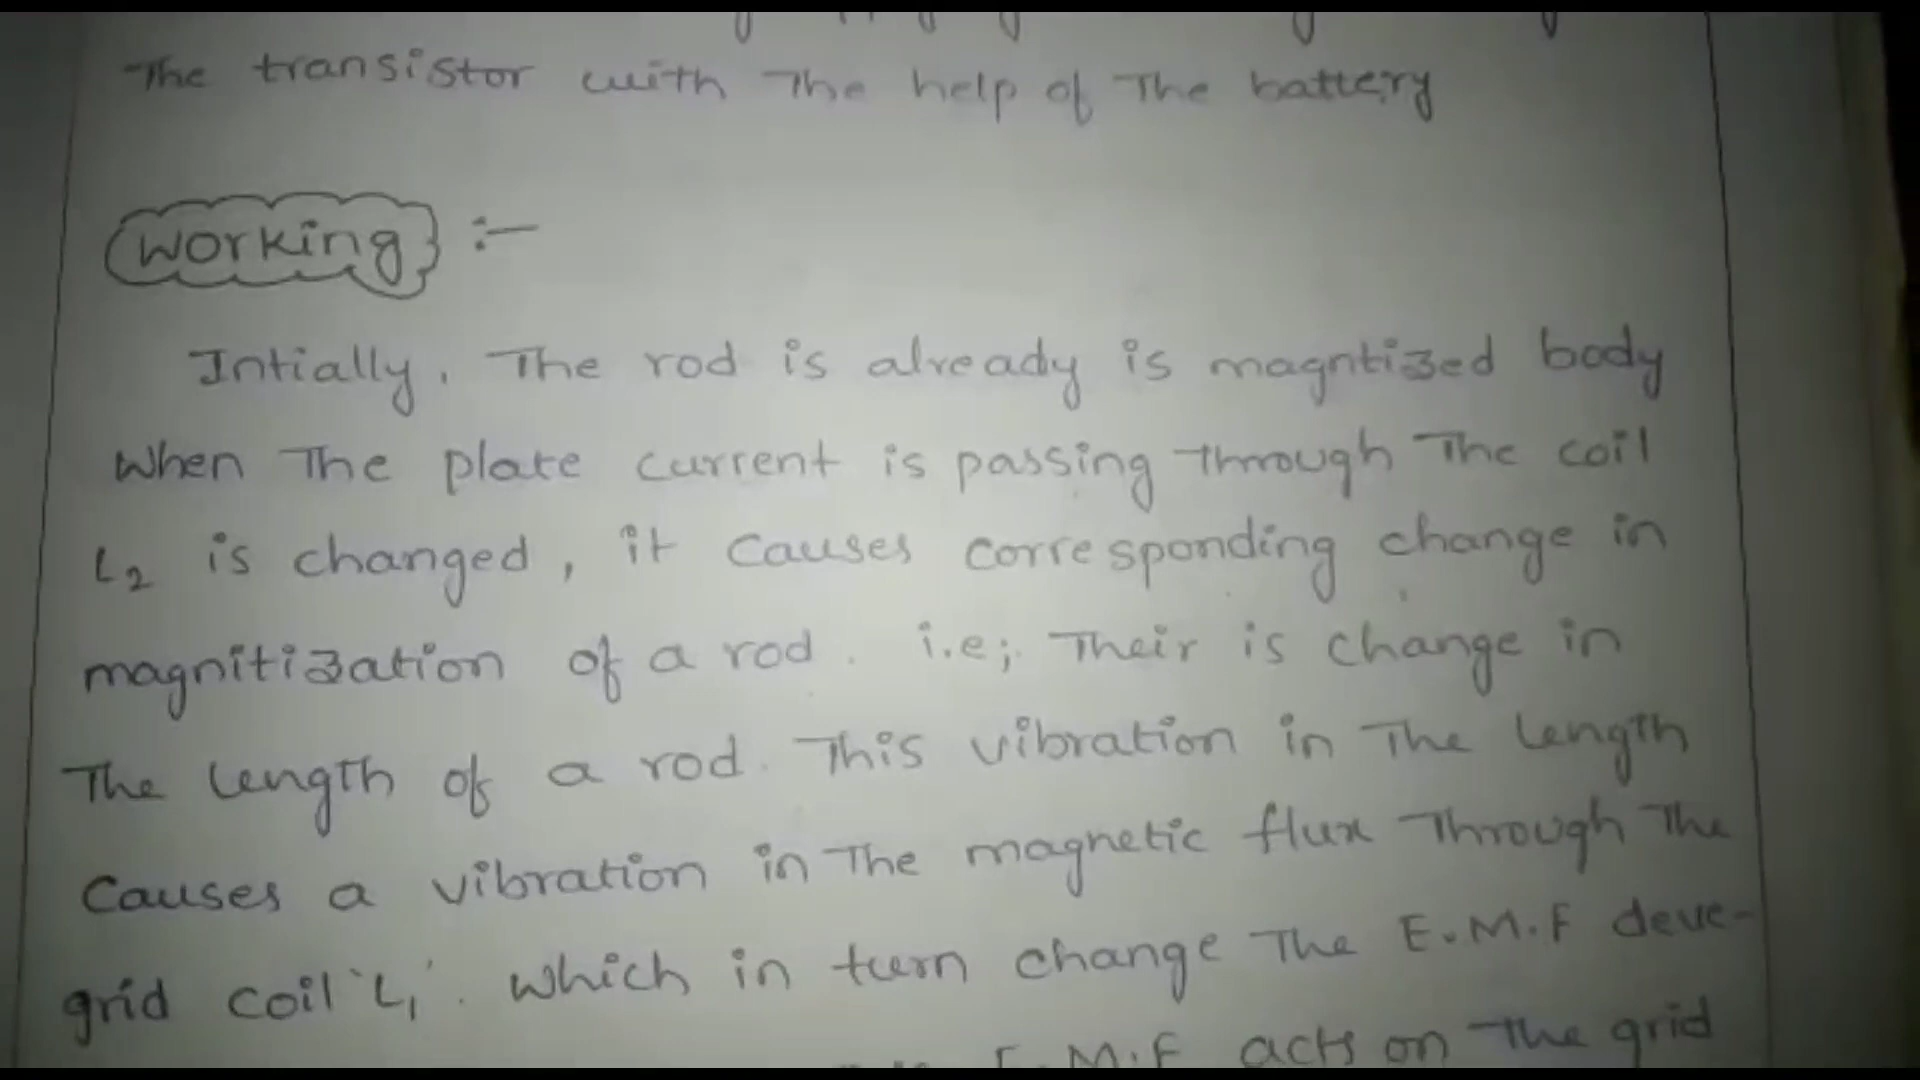 The transistor with The help of The battery
Working :-
Intially, The rod is already is magntized body
When The plate current is passing through The coil
L2 is changed, it causes corresponding change in
magnitization of a rod. i.e; Their is change in
The length of a rod. This vibration in The length
Causes a vibration in The magnetic flux Through The
grid coil 'L1'. Which in turn change The E.M.F deve-
E.M.F acts on The grid